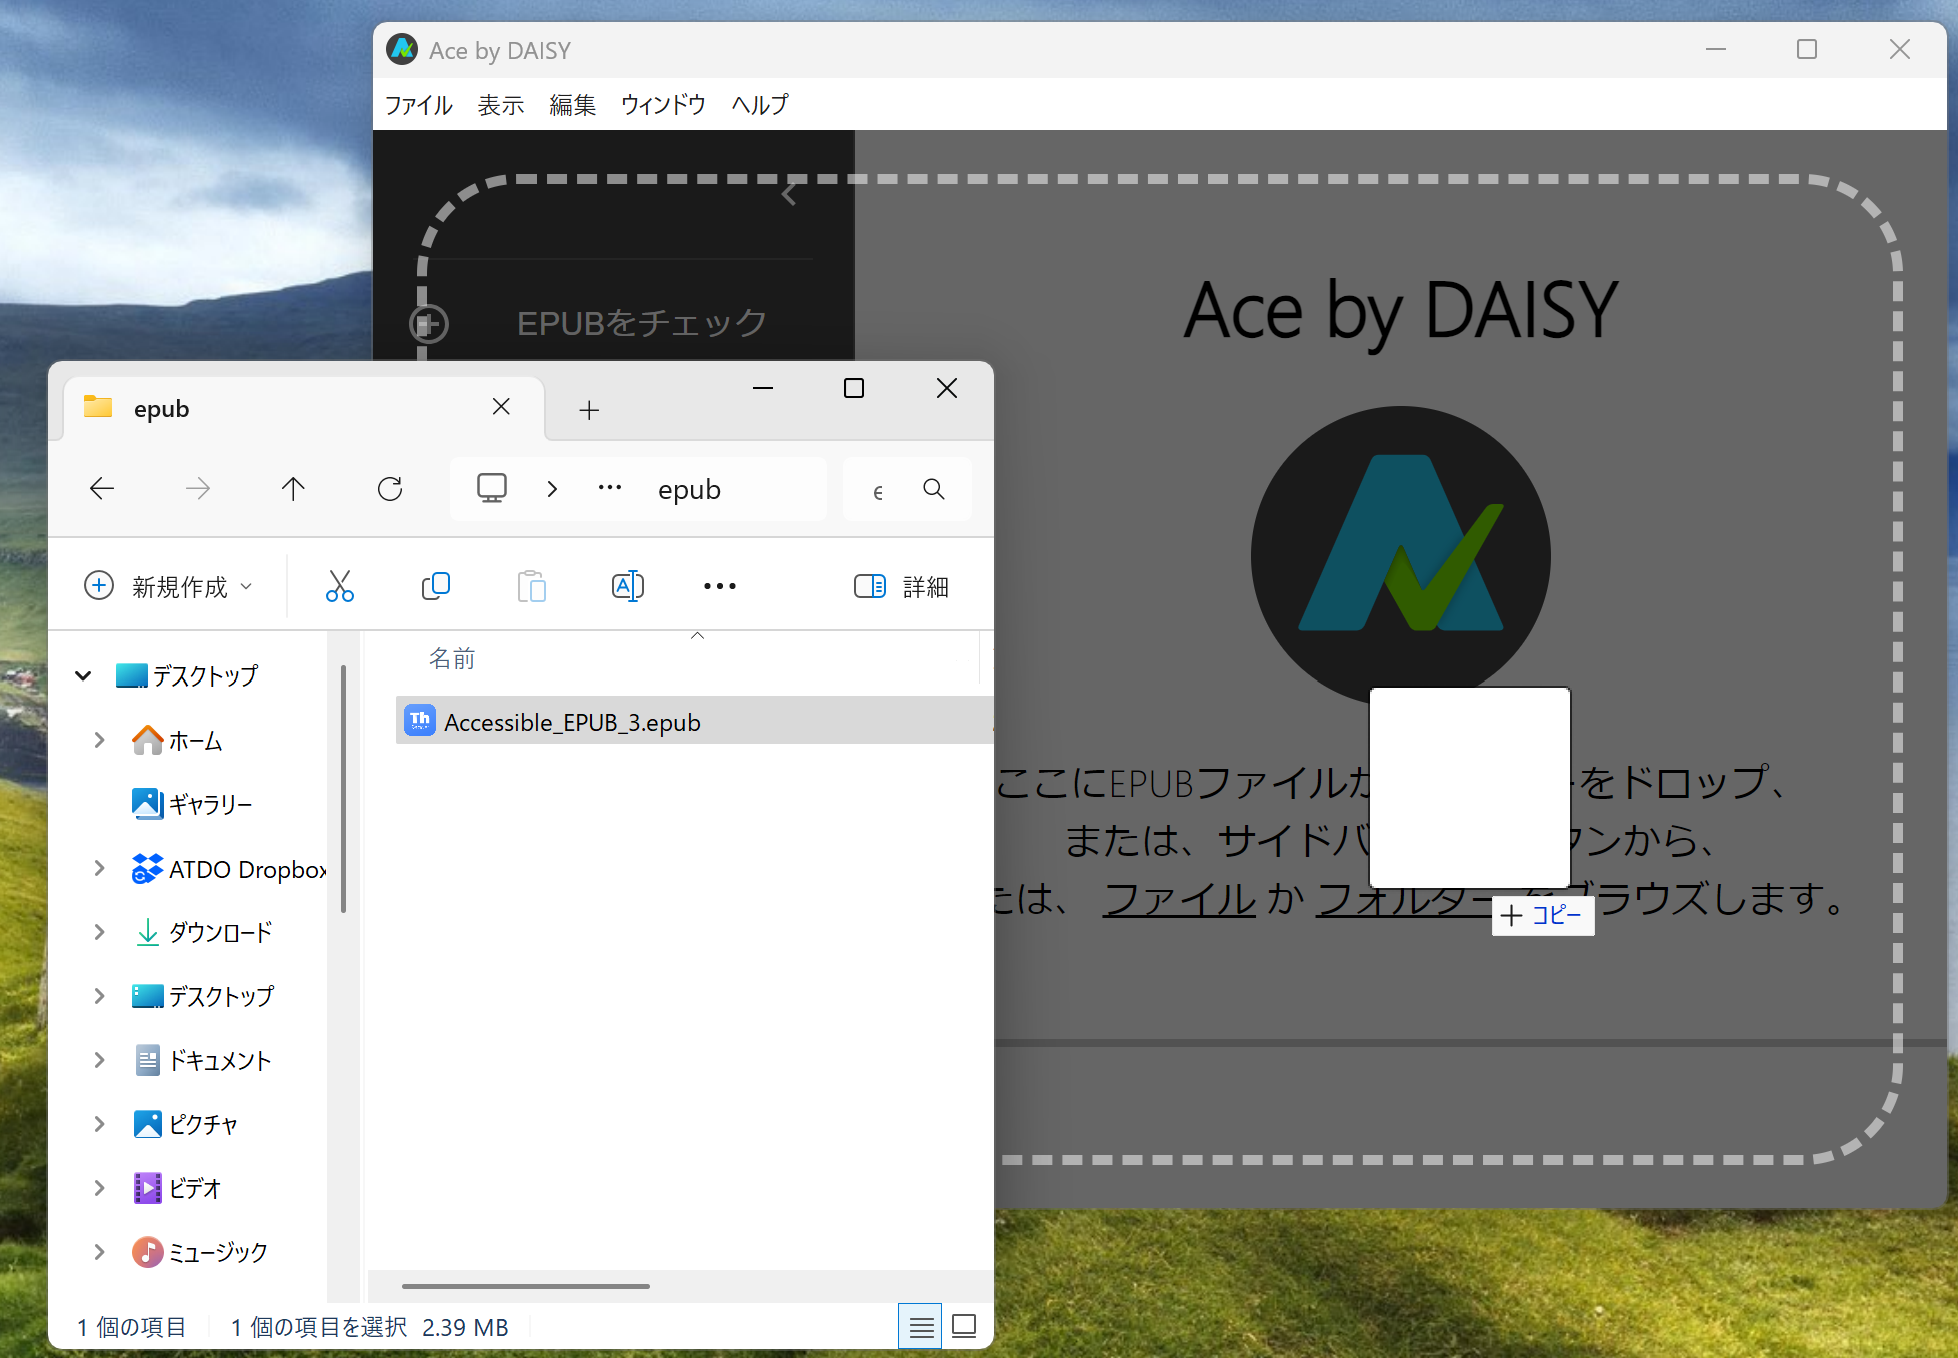 Ace by DAISY
ファイル 表示 編集 ウィンドウ ヘルプ
EPUBをチェック
Ace by DAISY
ここにEPUBファイルか ーをドロップ、
または、サイドバ タンから、
たは、 ファイル か フォルダー をブラウズします。
+ コピー
epub
epub
e
新規作成
詳細
名前
Th
Accessible_EPUB_3.epub
デスクトップ
ホーム
ギャラリー
ATDO Dropbox
ダウンロード
デスクトップ
ドキュメント
ピクチャ
ビデオ
ミュージック
1 個の項目 1 個の項目を選択 2.39 MB